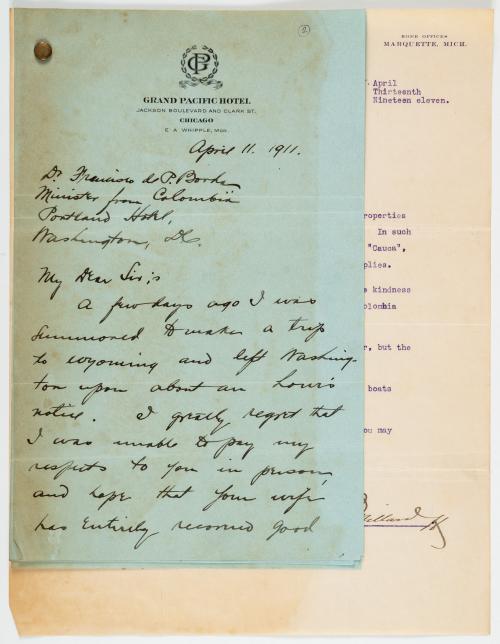 2
GP
GRAND PACIFIC HOTEL
JACKSON BOULEVARD AND CLARK ST.
CHICAGO
E. A. WHIPPLE, MGR.
April 11. 1911.
Dr. Francisco de P. Borda
Minister from Colombia
Portland Hotel,
Washington, D.C.
My Dear Sir;
A few days ago I was
summoned to make a trip
to Wyoming and left Washing-
ton upon about an hour's
notice. I greatly regret that
I was unable to pay my
respects to you in person,
and hope that your wife
has entirely recovered good
HOME OFFICES
MARQUETTE, MICH.
April
Thirteenth
Nineteen eleven.
roperties
In such
"Cauca",
plies.
kindness
olombia
, but the
boats
ou may
illard